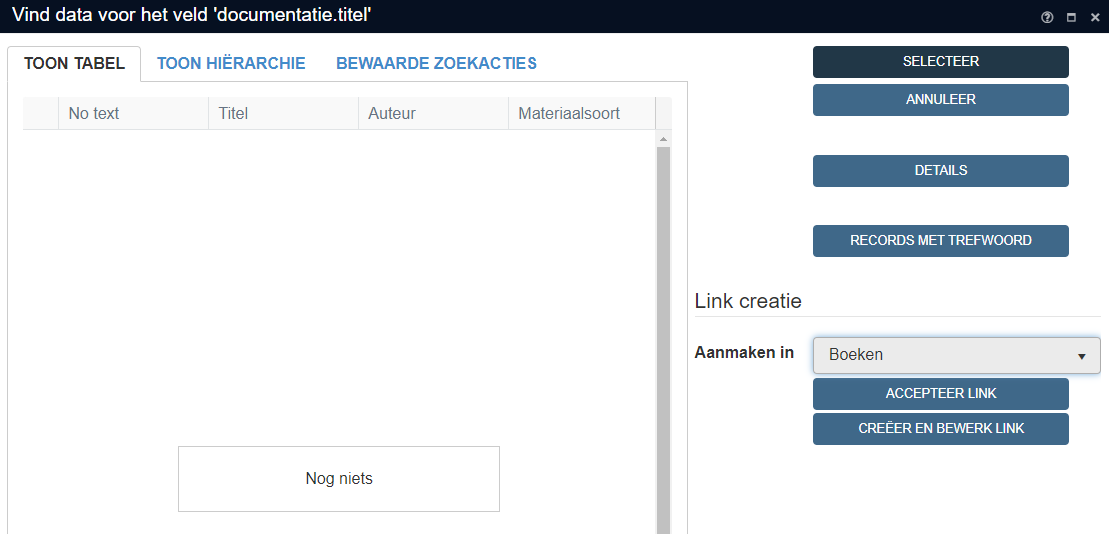 Vind data voor het veld 'documentatie.titel'
TOON TABEL
TOON HIËRARCHIE
BEWAARDE ZOEKACTIES
No text
Titel
Auteur
Materiaalsoort
Nog niets
SELECTEER
ANNULEER
DETAILS
RECORDS MET TREFWOORD
Link creatie
Aanmaken in
Boeken
ACCEPTEER LINK
CREËER EN BEWERK LINK